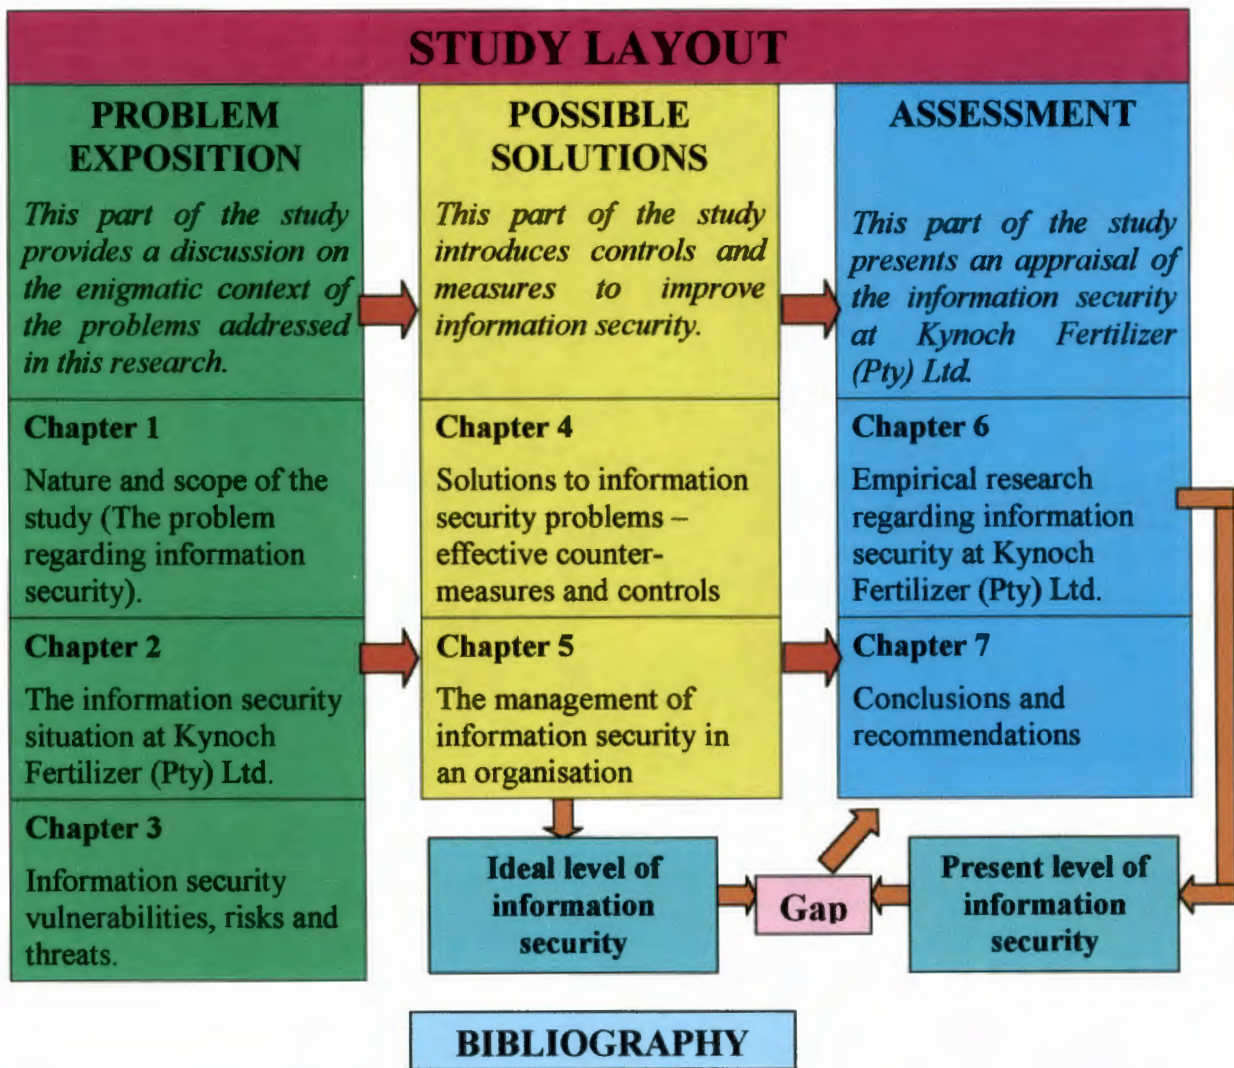 STUDY LAYOUT
PROBLEM
EXPOSITION
This part of the study
provides a discussion on
the enigmatic context of
the problems addressed
in this research.
Chapter 1
Nature and scope of the
study (The problem
regarding information
security).
Chapter 2
The information security
situation at Kynoch
Fertilizer (Pty) Ltd.
Chapter 3
Information security
vulnerabilities, risks and
threats.
POSSIBLE
SOLUTIONS
This part of the study
introduces controls and
measures to improve
information security.
Chapter 4
Solutions to information
security problems –
effective counter-
measures and controls
Chapter 5
The management of
information security in
an organisation
ASSESSMENT
This part of the study
presents an appraisal of
the information security
at Kynoch Fertilizer
(Pty) Ltd.
Chapter 6
Empirical research
regarding information
security at Kynoch
Fertilizer (Pty) Ltd.
Chapter 7
Conclusions and
recommendations
Ideal level of
information
security
Gap
Present level of
information
security
BIBLIOGRAPHY